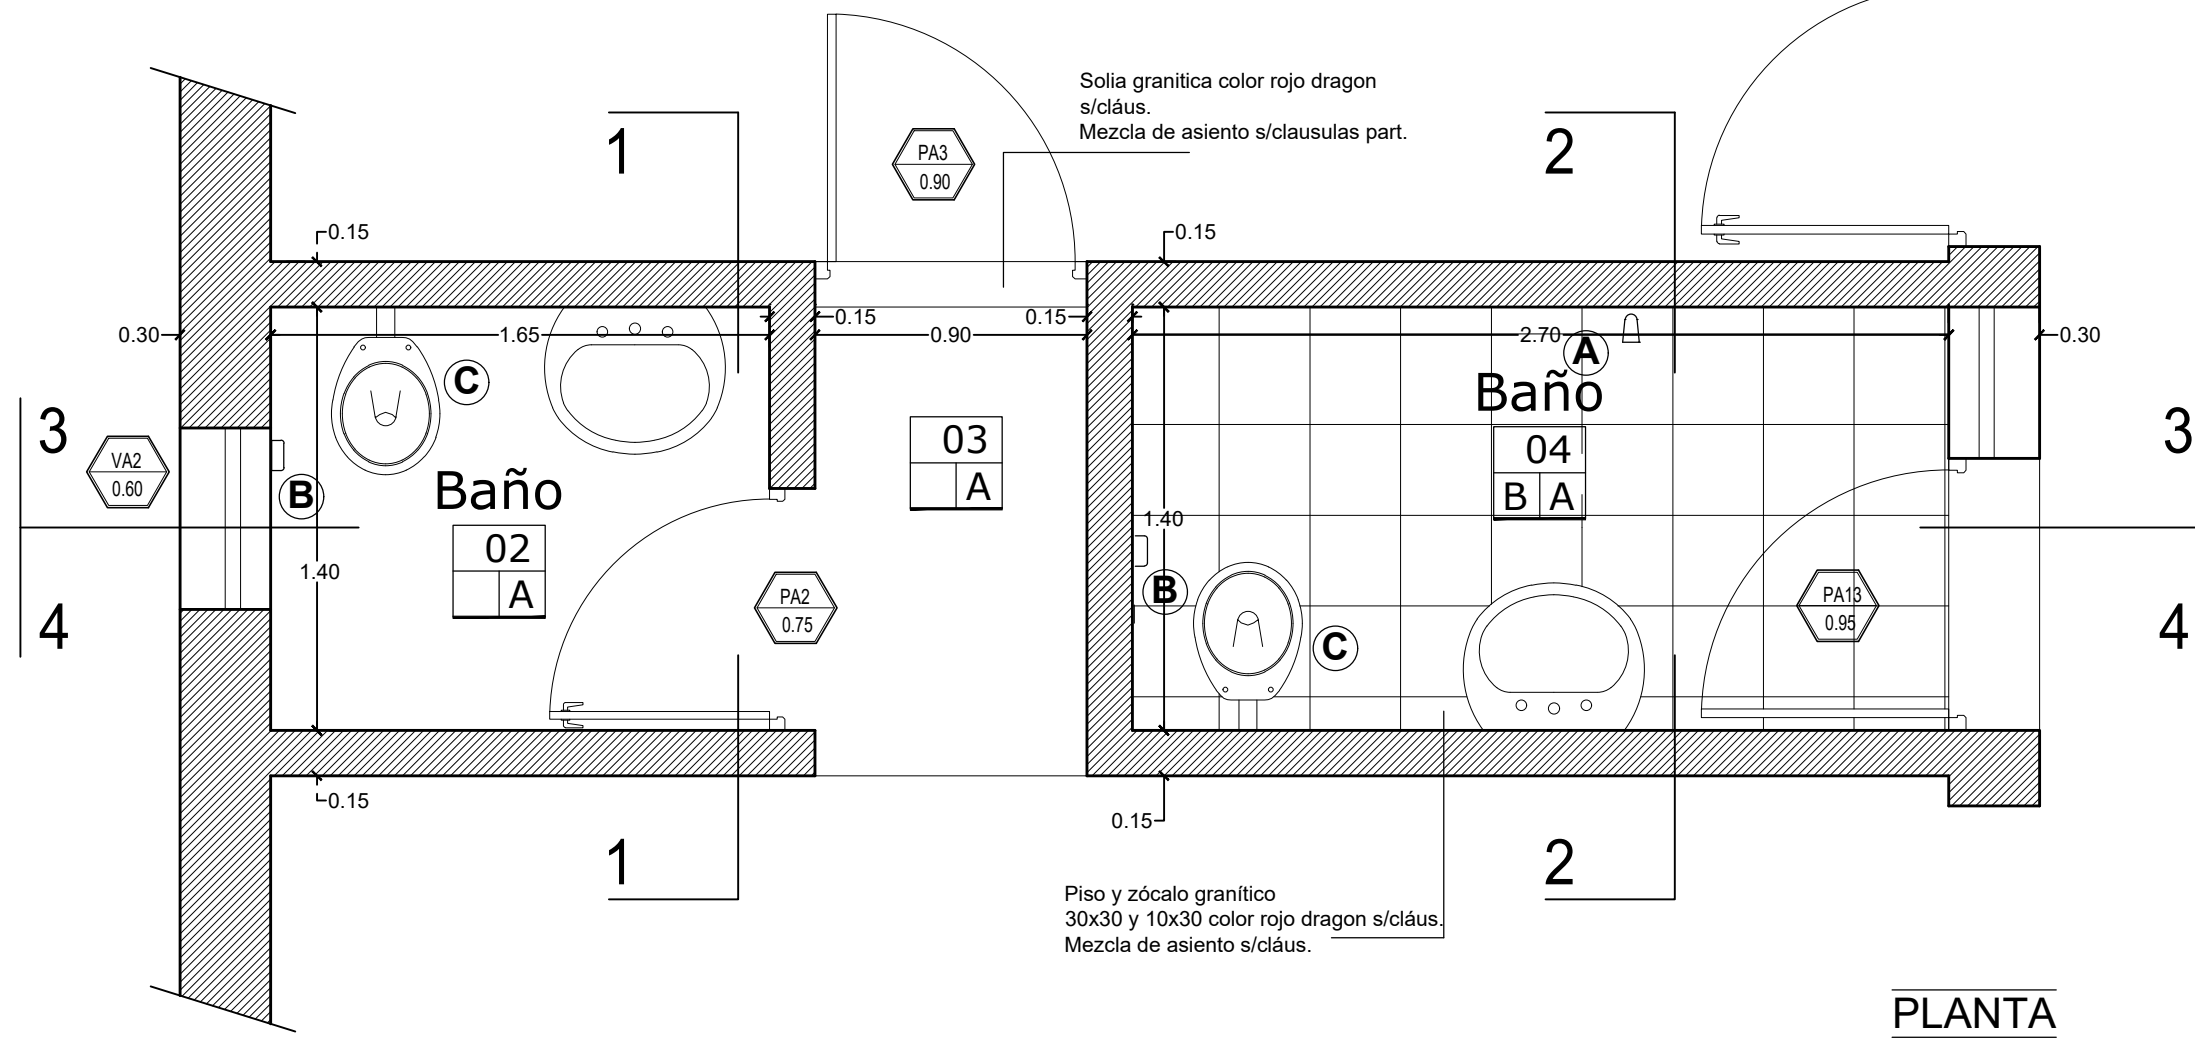 Solia granitica color rojo dragon
s/cláus.
Mezcla de asiento s/clausulas part.
1
2
PA3
0.90
0.15
0.15
0.30
1.65
0.15
0.90
0.15
2.70
0.30
A
C
Baño
3
3
VA2
0.60
B
Baño
02
A
03
A
04
B A
1.40
1.40
B
C
PA2
0.75
PA13
0.95
4
4
0.15
0.15
1
2
Piso y zócalo granítico
30x30 y 10x30 color rojo dragon s/cláus.
Mezcla de asiento s/cláus.
PLANTA